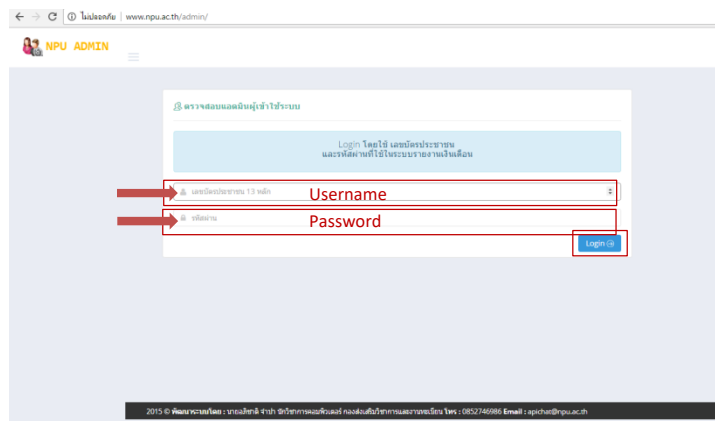 ไม่ปลอดภัย | www.npu.ac.th/admin/
NPU ADMIN
ตรวจสอบแอดมินผู้เข้าใช้ระบบ
Login โดยใช้ เลขบัตรประชาชน
และรหัสผ่านที่ใช้ในระบบรายงานเงินเดือน
เลขบัตรประชาชน 13 หลัก Username
รหัสผ่าน Password
Login
2015 © พัฒนาระบบโดย : นายอภิชาติ จำปา นักวิชาการคอมพิวเตอร์ กองส่งเสริมวิชาการและงานทะเบียน โทร : 0852746986 Email : apichat@npu.ac.th